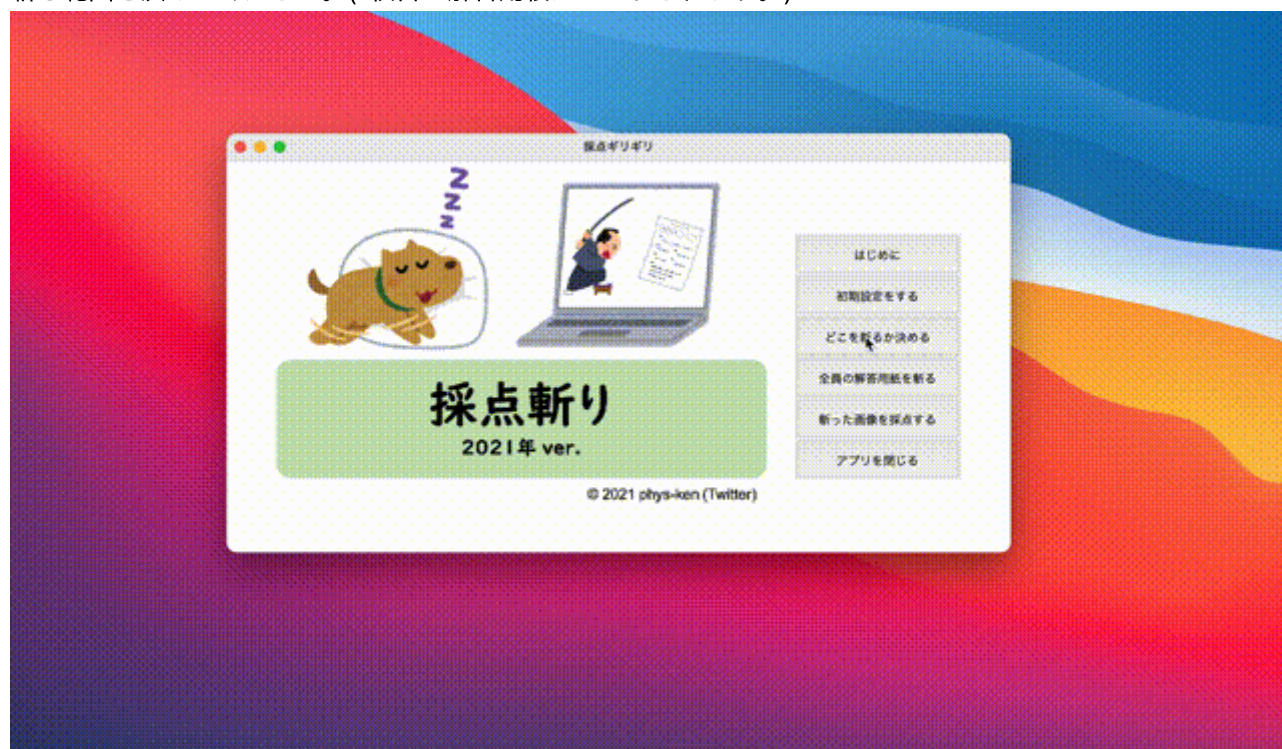 採点ギリギリ
zzz
採点斬り
2021年 ver.
© 2021 phys-ken (Twitter)
はじめに
初期設定をする
どこを斬るか決める
全員の解答用紙を斬る
斬った画像を採点する
アプリを閉じる